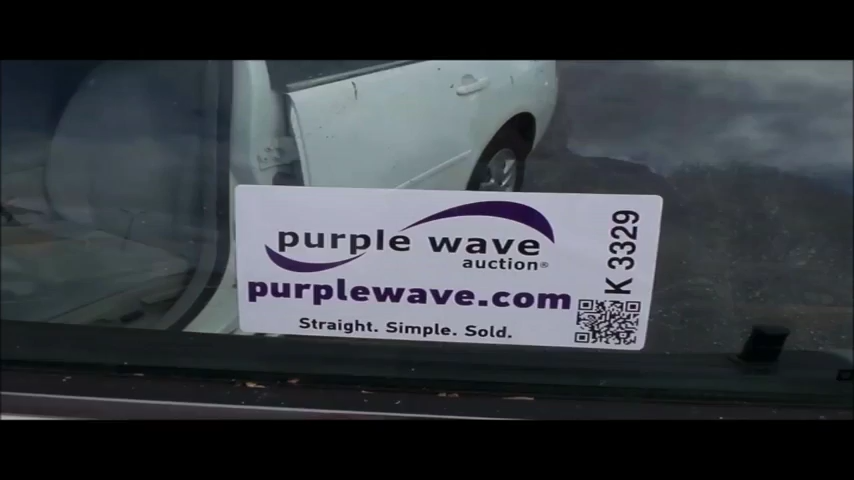 purple wave
auction®
purplewave.com
Straight. Simple. Sold.
K 3329